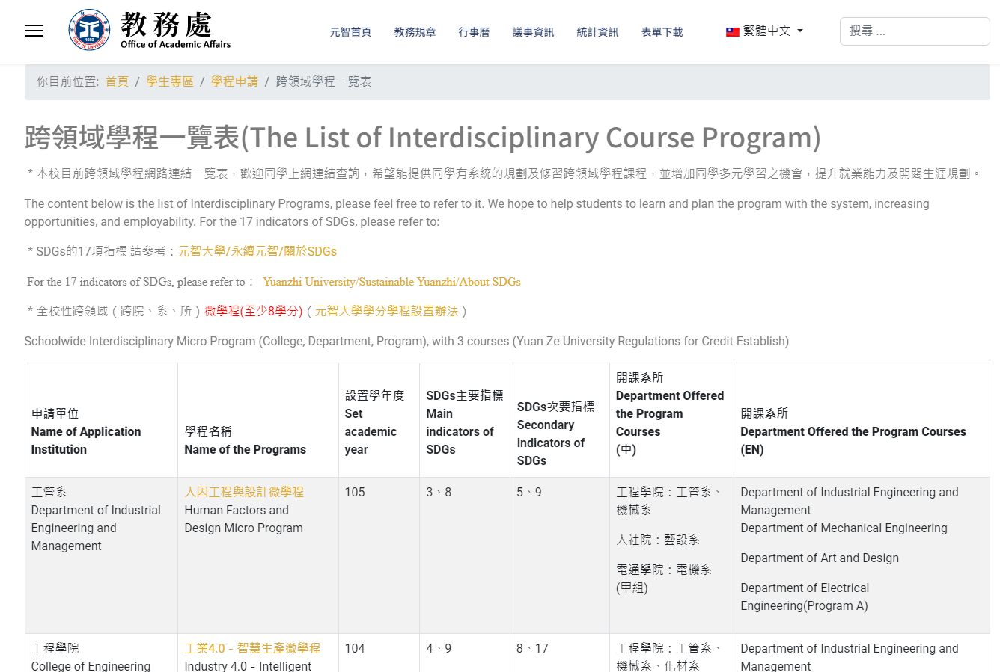 教務處
Office of Academic Affairs
YUAN ZE UNIVERSITY
1989
元智首頁 教務規章 行事曆 議事資訊 統計資訊 表單下載
繁體中文
搜尋 ...
你目前位置: 首頁 / 學生專區 / 學程申請 / 跨領域學程一覽表
跨領域學程一覽表(The List of Interdisciplinary Course Program)
* 本校目前跨領域學程網路連結一覽表，歡迎同學上網連結查詢，希望能提供同學有系統的規劃及修習跨領域學程課程，並增加同學多元學習之機會，提升就業能力及開闊生涯規劃。
The content below is the list of Interdisciplinary Programs, please feel free to refer to it. We hope to help students to learn and plan the program with the system, increasing
opportunities, and employability. For the 17 indicators of SDGs, please refer to:
* SDGs的17項指標 請參考：元智大學/永續元智/關於SDGs
For the 17 indicators of SDGs, please refer to： Yuanzhi University/Sustainable Yuanzhi/About SDGs
* 全校性跨領域（跨院、系、所）微學程(至少8學分)（元智大學學分學程設置辦法）
Schoolwide Interdisciplinary Micro Program (College, Department, Program), with 3 courses (Yuan Ze University Regulations for Credit Establish)
申請單位
Name of Application
Institution
學程名稱
Name of the Programs
設置學年度
Set
academic
year
SDGs主要指標
Main
indicators of
SDGs
SDGs次要指標
Secondary
indicators of
SDGs
開課系所
Department Offered
the Program
Courses
(中)
開課系所
Department Offered the Program Courses
(EN)
工管系
Department of Industrial
Engineering and
Management
人因工程與設計微學程
Human Factors and
Design Micro Program
105
3、8
5、9
工程學院：工管系、
機械系
人社院：藝設系
電通學院：電機系
(甲組)
Department of Industrial Engineering and
Management
Department of Mechanical Engineering
Department of Art and Design
Department of Electrical
Engineering(Program A)
工程學院
College of Engineering
工業4.0 - 智慧生產微學程
Industry 4.0 - Intelligent
104
4、9
8、17
工程學院：工管系、
機械系、化材系
Department of Industrial Engineering and
Management